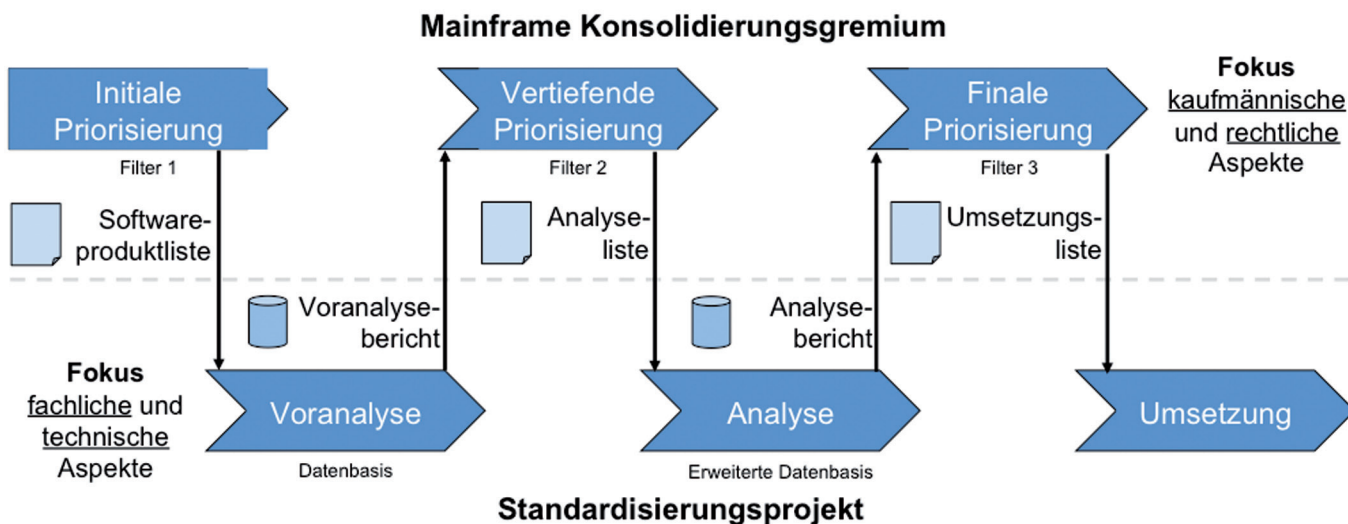 Mainframe Konsolidierungsgremium
Initiale
Priorisierung
Vertiefende
Priorisierung
Finale
Priorisierung
Fokus
kaufmännische
und rechtliche
Aspekte
Filter 1
Filter 2
Filter 3
Software-
produktliste
Analyse-
liste
Umsetzungs-
liste
Voranalyse-
bericht
Analyse-
bericht
Fokus
fachliche und
technische
Aspekte
Voranalyse
Analyse
Umsetzung
Datenbasis
Erweiterte Datenbasis
Standardisierungsprojekt